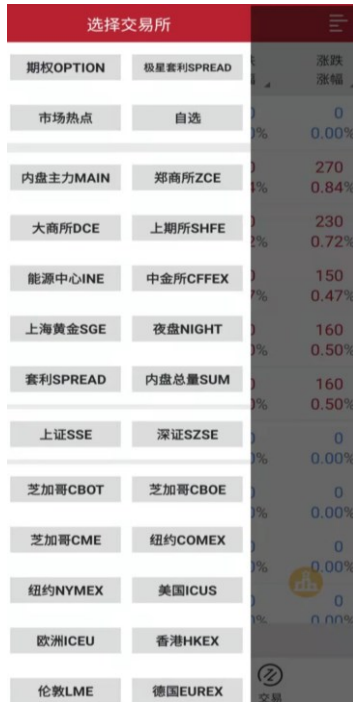 选择交易所
期权OPTION 极星套利SPREAD
市场热点 自选
内盘主力MAIN 郑商所ZCE
大商所DCE 上期所SHFE
能源中心INE 中金所CFFEX
上海黄金SGE 夜盘NIGHT
套利SPREAD 内盘总量SUM
上证SSE 深证SZSE
芝加哥CBOT 芝加哥CBOE
芝加哥CME 纽约COMEX
纽约NYMEX 美国ICUS
欧洲ICEU 香港HKEX
伦敦LME 德国EUREX
涨跌
涨幅
0
0.00%
270
0.84%
230
0.72%
150
0.47%
160
0.50%
160
0.50%
0
0.00%
0
0.00%
0
0.00%
0
0.00%
交易